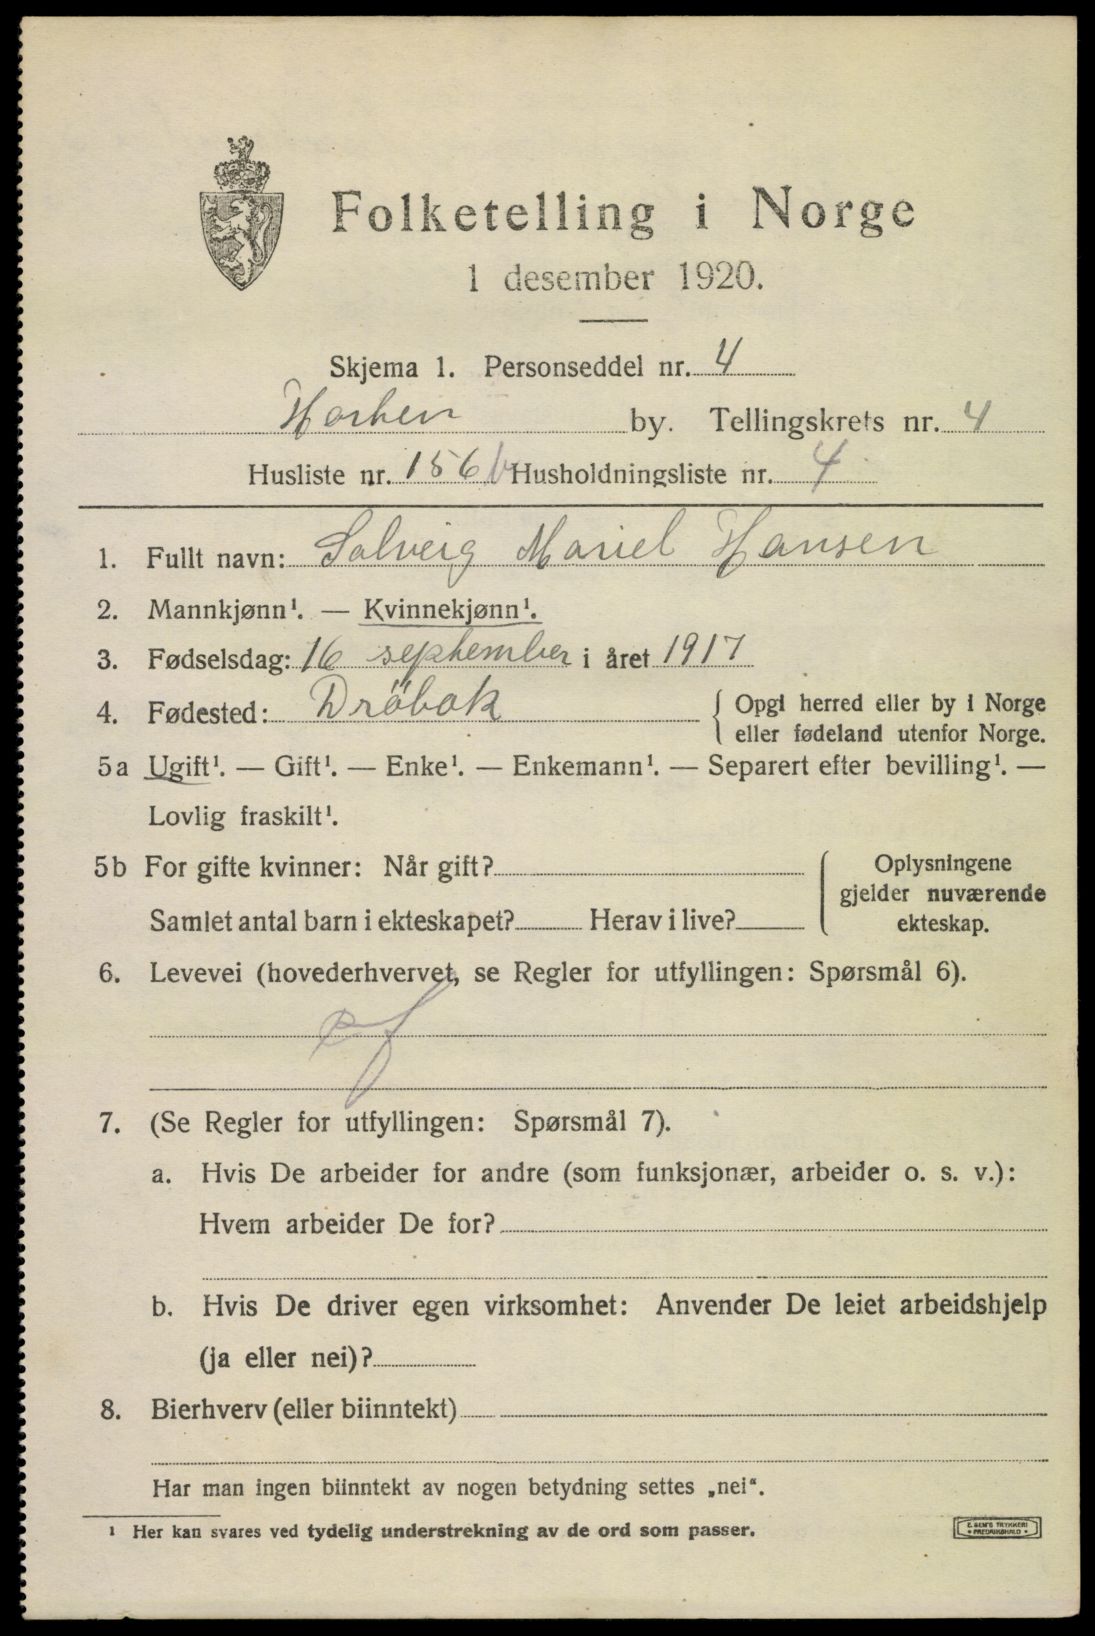 Folketelling i Norge
1 desember 1920.
Skjema 1. Personseddel nr. 4
Horten by. Tellingskrets nr. 4
Husliste nr. 156 b Husholdningsliste nr. 4
1. Fullt navn: Solveig Mariel Hansen
2. Mannkjønn¹. — Kvinnekjønn¹.
3. Fødselsdag: 16 september i året 1917
4. Fødested: Dröbak { Opgi herred eller by i Norge
eller fødeland utenfor Norge.
5a Ugift¹. — Gift¹. — Enke¹. — Enkemann¹. — Separert efter bevilling¹. —
Lovlig fraskilt¹.
5b For gifte kvinner: Når gift? { Oplysningene
gjelder nuværende
Samlet antal barn i ekteskapet? Herav i live? ekteskap.
6. Levevei (hovederhvervet, se Regler for utfyllingen: Spørsmål 6).
7. (Se Regler for utfyllingen: Spørsmål 7).
a. Hvis De arbeider for andre (som funksjonær, arbeider o. s. v.):
Hvem arbeider De for?
b. Hvis De driver egen virksomhet: Anvender De leiet arbeidshjelp
(ja eller nei)?
8. Bierhverv (eller biinntekt)
Har man ingen biinntekt av nogen betydning settes „nei“.
¹ Her kan svares ved tydelig understrekning av de ord som passer.
E. SEM'S TRYKKERI
• FREDRIKSHALD •